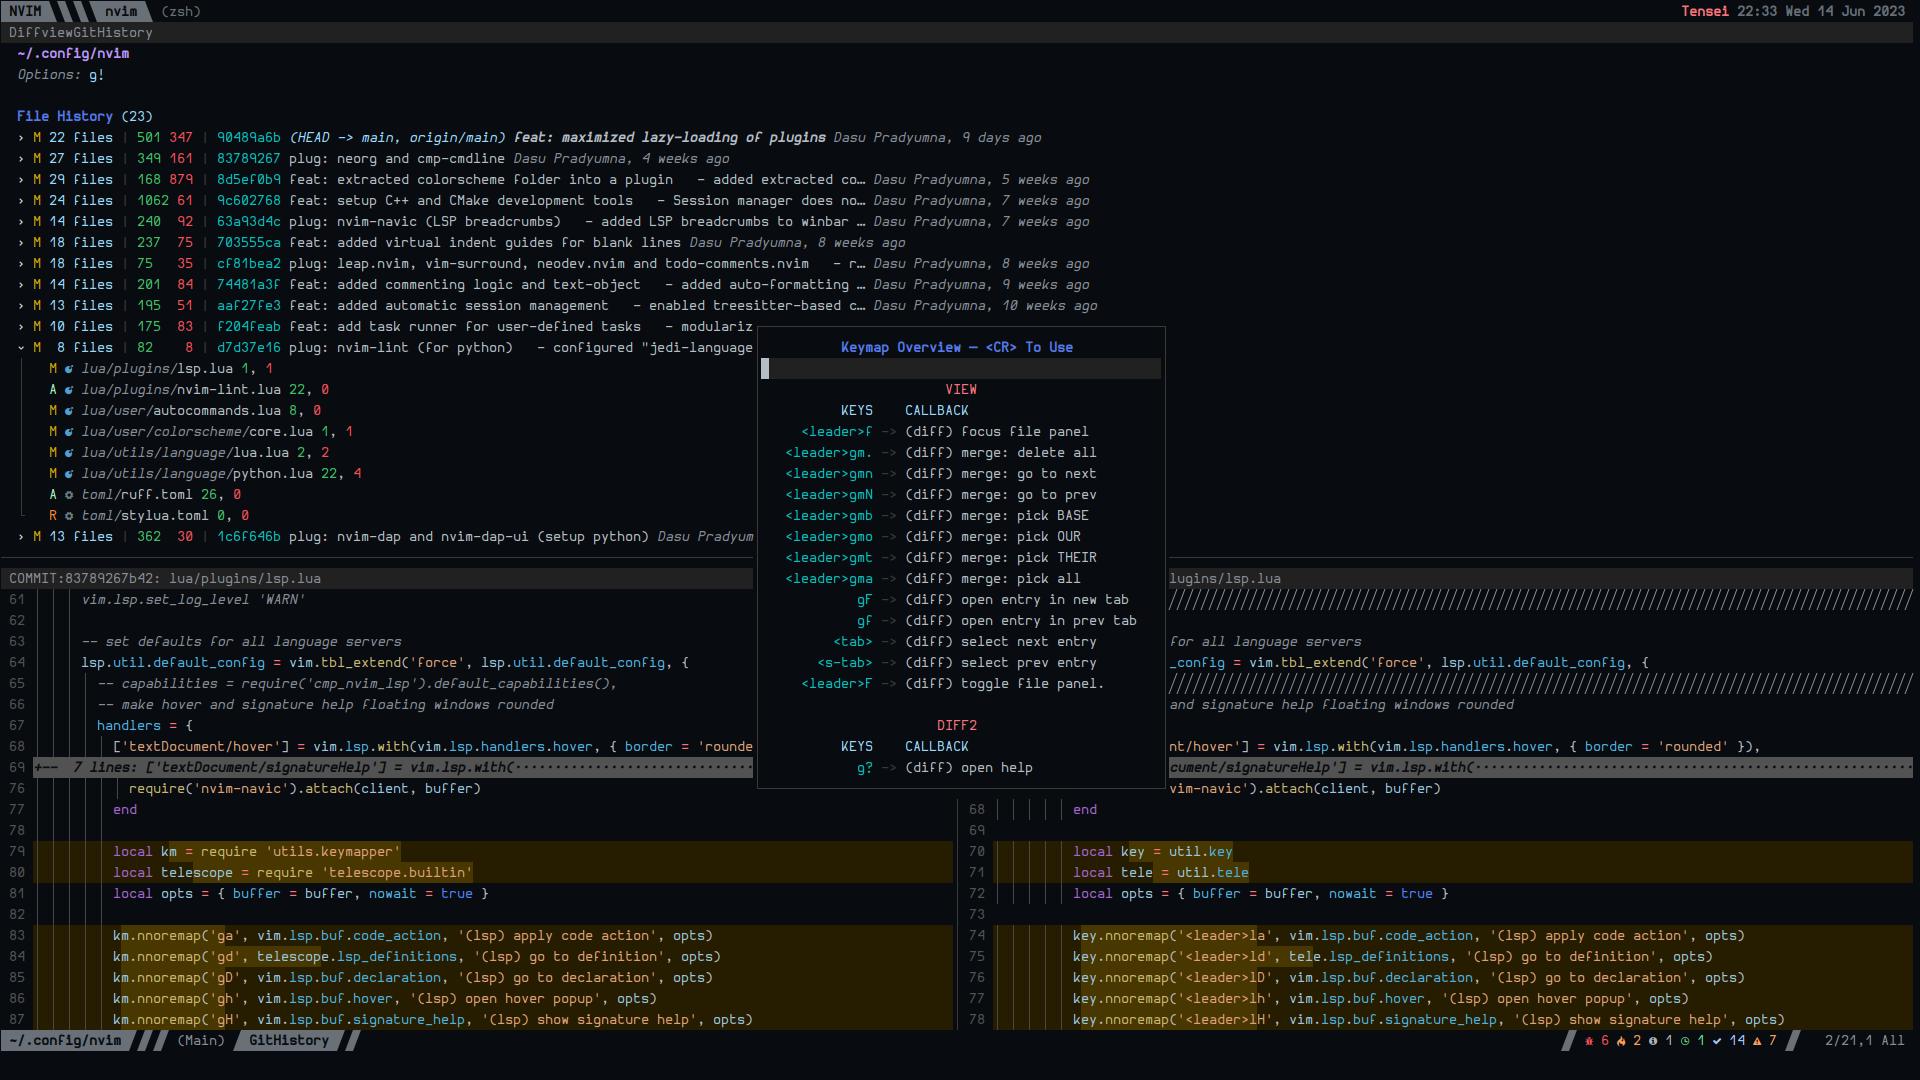 NVIM nvim (zsh) Tensei 22:33 Wed 14 Jun 2023
DiffviewGitHistory
~/.config/nvim
Options: g!
File History (23)
› M 22 files | 501 347 | 90489a6b (HEAD -> main, origin/main) feat: maximized lazy-loading of plugins Dasu Pradyumna, 9 days ago
› M 27 files | 349 161 | 83789267 plug: neorg and cmp-cmdline Dasu Pradyumna, 4 weeks ago
› M 29 files | 168 879 | 8d5ef0b9 feat: extracted colorscheme folder into a plugin - added extracted co… Dasu Pradyumna, 5 weeks ago
› M 24 files | 1062 61 | 9c602768 feat: setup C++ and CMake development tools - Session manager does no… Dasu Pradyumna, 7 weeks ago
› M 14 files | 240 92 | 63a93d4c plug: nvim-navic (LSP breadcrumbs) - added LSP breadcrumbs to winbar … Dasu Pradyumna, 7 weeks ago
› M 18 files | 237 75 | 703555ca feat: added virtual indent guides for blank lines Dasu Pradyumna, 8 weeks ago
› M 18 files | 75 35 | cf81bea2 plug: leap.nvim, vim-surround, neodev.nvim and todo-comments.nvim - r… Dasu Pradyumna, 8 weeks ago
› M 14 files | 201 84 | 74481a3f feat: added commenting logic and text-object - added auto-formatting … Dasu Pradyumna, 9 weeks ago
› M 13 files | 195 51 | aaf27fe3 feat: added automatic session management - enabled treesitter-based c… Dasu Pradyumna, 10 weeks ago
› M 10 files | 175 83 | f204feab feat: add task runner for user-defined tasks - modulariz
⌄ M 8 files | 82 8 | d7d37e16 plug: nvim-lint (for python) - configured "jedi-language
M lua/plugins/lsp.lua 1, 1
A lua/plugins/nvim-lint.lua 22, 0
M lua/user/autocommands.lua 8, 0
M lua/user/colorscheme/core.lua 1, 1
M lua/utils/language/lua.lua 2, 2
M lua/utils/language/python.lua 22, 4
A toml/ruff.toml 26, 0
R toml/stylua.toml 0, 0
› M 13 files | 362 30 | 1c6f646b plug: nvim-dap and nvim-dap-ui (setup python) Dasu Pradyum
Keymap Overview — <CR> To Use
VIEW
KEYS CALLBACK
<leader>f -> (diff) focus file panel
<leader>gm. -> (diff) merge: delete all
<leader>gmn -> (diff) merge: go to next
<leader>gmN -> (diff) merge: go to prev
<leader>gmb -> (diff) merge: pick BASE
<leader>gmo -> (diff) merge: pick OUR
<leader>gmt -> (diff) merge: pick THEIR
<leader>gma -> (diff) merge: pick all
gF -> (diff) open entry in new tab
gf -> (diff) open entry in prev tab
<tab> -> (diff) select next entry
<s-tab> -> (diff) select prev entry
<leader>F -> (diff) toggle file panel.
DIFF2
KEYS CALLBACK
g? -> (diff) open help
COMMIT:83789267b42: lua/plugins/lsp.lua
61 vim.lsp.set_log_level 'WARN'
62
63 -- set defaults for all language servers
64 lsp.util.default_config = vim.tbl_extend('force', lsp.util.default_config, {
65 -- capabilities = require('cmp_nvim_lsp').default_capabilities(),
66 -- make hover and signature help floating windows rounded
67 handlers = {
68 ['textDocument/hover'] = vim.lsp.with(vim.lsp.handlers.hover, { border = 'rounde
69 +-- 7 lines: ['textDocument/signatureHelp'] = vim.lsp.with(······························
76 require('nvim-navic').attach(client, buffer)
77 end
78
79 local km = require 'utils.keymapper'
80 local telescope = require 'telescope.builtin'
81 local opts = { buffer = buffer, nowait = true }
82
83 km.nnoremap('ga', vim.lsp.buf.code_action, '(lsp) apply code action', opts)
84 km.nnoremap('gd', telescope.lsp_definitions, '(lsp) go to definition', opts)
85 km.nnoremap('gD', vim.lsp.buf.declaration, '(lsp) go to declaration', opts)
86 km.nnoremap('gh', vim.lsp.buf.hover, '(lsp) open hover popup', opts)
87 km.nnoremap('gH', vim.lsp.buf.signature_help, '(lsp) show signature help', opts)
lugins/lsp.lua
for all language servers
_config = vim.tbl_extend('force', lsp.util.default_config, {
and signature help floating windows rounded
nt/hover'] = vim.lsp.with(vim.lsp.handlers.hover, { border = 'rounded' }),
cument/signatureHelp'] = vim.lsp.with(·······················································
vim-navic').attach(client, buffer)
68 end
69
70 local key = util.key
71 local tele = util.tele
72 local opts = { buffer = buffer, nowait = true }
73
74 key.nnoremap('<leader>la', vim.lsp.buf.code_action, '(lsp) apply code action', opts)
75 key.nnoremap('<leader>ld', tele.lsp_definitions, '(lsp) go to definition', opts)
76 key.nnoremap('<leader>lD', vim.lsp.buf.declaration, '(lsp) go to declaration', opts)
77 key.nnoremap('<leader>lh', vim.lsp.buf.hover, '(lsp) open hover popup', opts)
78 key.nnoremap('<leader>lH', vim.lsp.buf.signature_help, '(lsp) show signature help', opts)
~/.config/nvim (Main) GitHistory 6 2 1 1 14 7 2/21,1 All